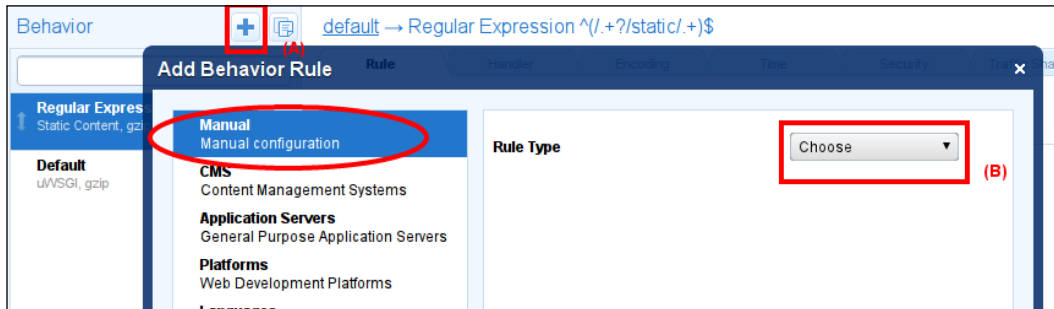 Behavior
default → Regular Expression ^(/.+?/static/.+)$
(A)
Add Behavior Rule
Rule
Handler
Encoding
Time
Security
Regular Express
Static Content, gzi
Default
uWSGI, gzip
Manual
Manual configuration
CMS
Content Management Systems
Application Servers
General Purpose Application Servers
Platforms
Web Development Platforms
Rule Type
Choose
(B)